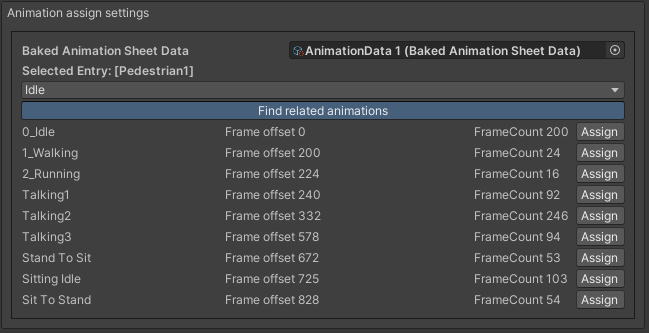 Animation assign settings
Baked Animation Sheet Data AnimationData 1 (Baked Animation Sheet Data)
Selected Entry: [Pedestrian1]
Idle
Find related animations
0_Idle Frame offset 0 FrameCount 200 Assign
1_Walking Frame offset 200 FrameCount 24 Assign
2_Running Frame offset 224 FrameCount 16 Assign
Talking1 Frame offset 240 FrameCount 92 Assign
Talking2 Frame offset 332 FrameCount 246 Assign
Talking3 Frame offset 578 FrameCount 94 Assign
Stand To Sit Frame offset 672 FrameCount 53 Assign
Sitting Idle Frame offset 725 FrameCount 103 Assign
Sit To Stand Frame offset 828 FrameCount 54 Assign